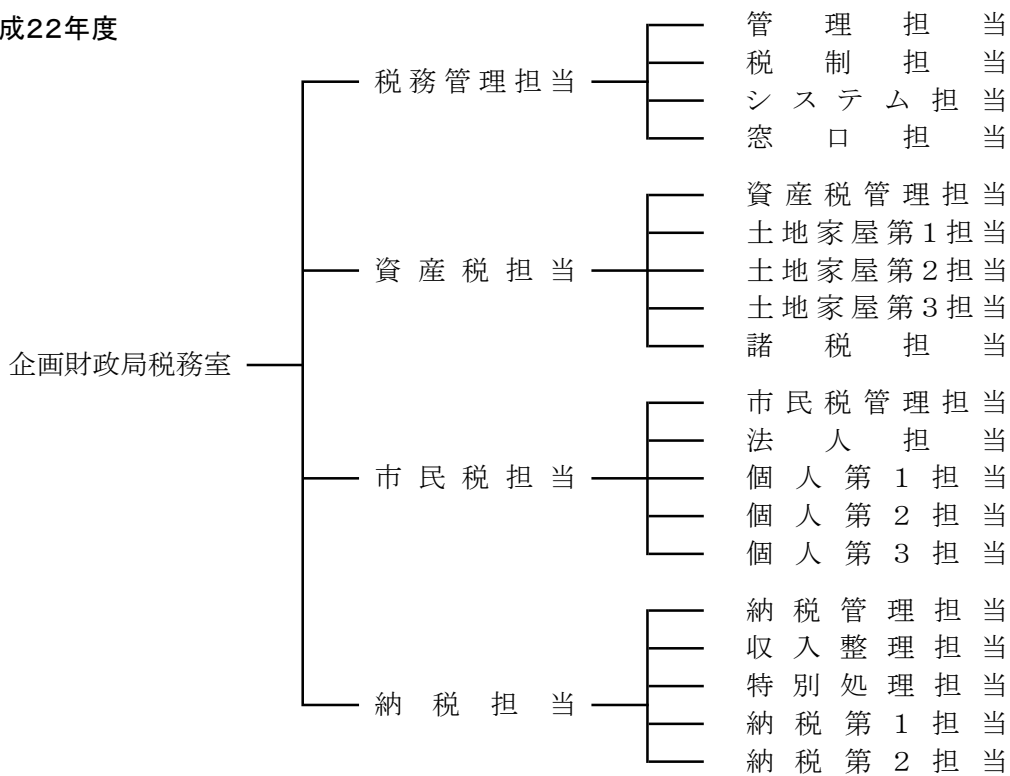 成22年度
企画財政局税務室
税務管理担当
管理担当
税制担当
システム担当
窓口担当
資産税担当
資産税管理担当
土地家屋第1担当
土地家屋第2担当
土地家屋第3担当
諸税担当
市民税担当
市民税管理担当
法人担当
個人第1担当
個人第2担当
個人第3担当
納税担当
納税管理担当
収入整理担当
特別処理担当
納税第1担当
納税第2担当